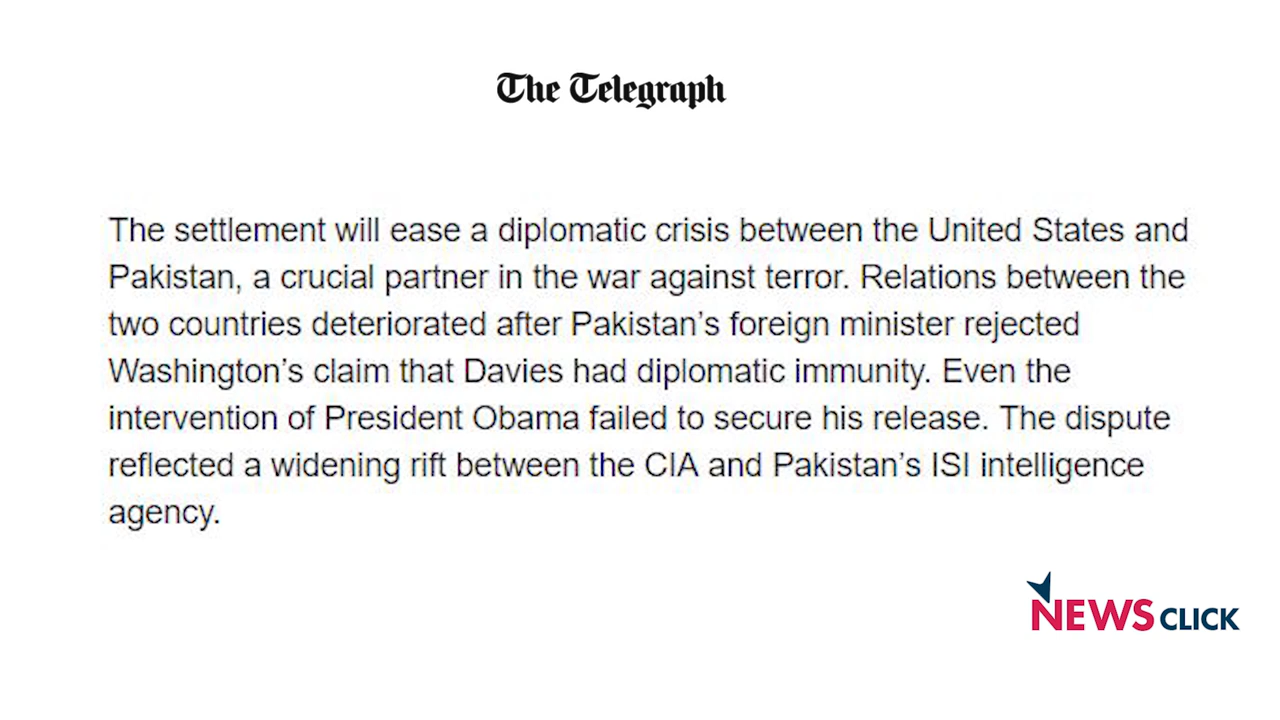 The Telegraph
The settlement will ease a diplomatic crisis between the United States and
Pakistan, a crucial partner in the war against terror. Relations between the
two countries deteriorated after Pakistan’s foreign minister rejected
Washington’s claim that Davies had diplomatic immunity. Even the
intervention of President Obama failed to secure his release. The dispute
reflected a widening rift between the CIA and Pakistan’s ISI intelligence
agency.
NEWS CLICK